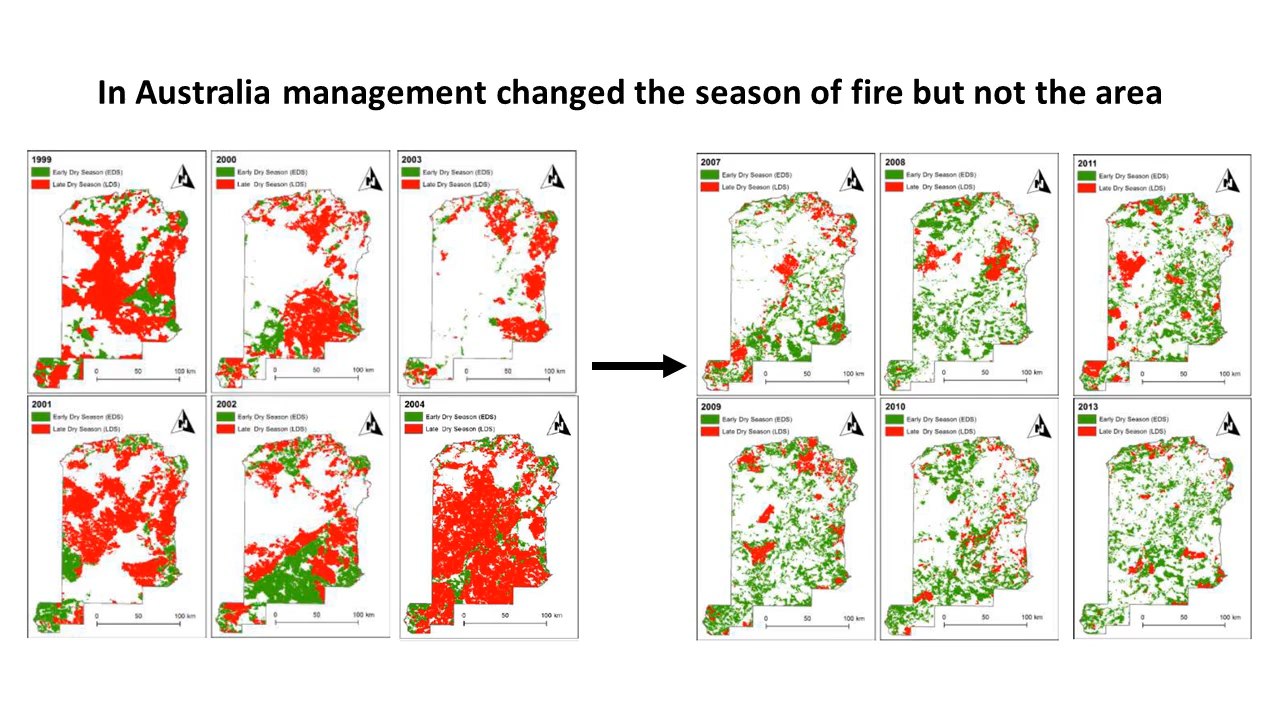 In Australia management changed the season of fire but not the area
1999
Early Dry Season (EDS)
Late Dry Season (LDS)
N
0 50 100 km
2000
Early Dry Season (EDS)
Late Dry Season (LDS)
N
0 50 100 km
2003
Early Dry Season (EDS)
Late Dry Season (LDS)
N
0 50 100 km
2001
Early Dry Season (EDS)
Late Dry Season (LDS)
N
0 50 100 km
2002
Early Dry Season (EDS)
Late Dry Season (LDS)
N
0 50 100 km
2004
Early Dry Season (EDS)
Late Dry Season (LDS)
N
0 50 100 km
2007
Early Dry Season (EDS)
Late Dry Season (LDS)
N
0 50 100 km
2008
Early Dry Season (EDS)
Late Dry Season (LDS)
N
0 50 100 km
2011
Early Dry Season (EDS)
Late Dry Season (LDS)
N
0 50 100 km
2009
Early Dry Season (EDS)
Late Dry Season (LDS)
N
0 50 100 km
2010
Early Dry Season (EDS)
Late Dry Season (LDS)
N
0 50 100 km
2013
Early Dry Season (EDS)
Late Dry Season (LDS)
N
0 50 100 km